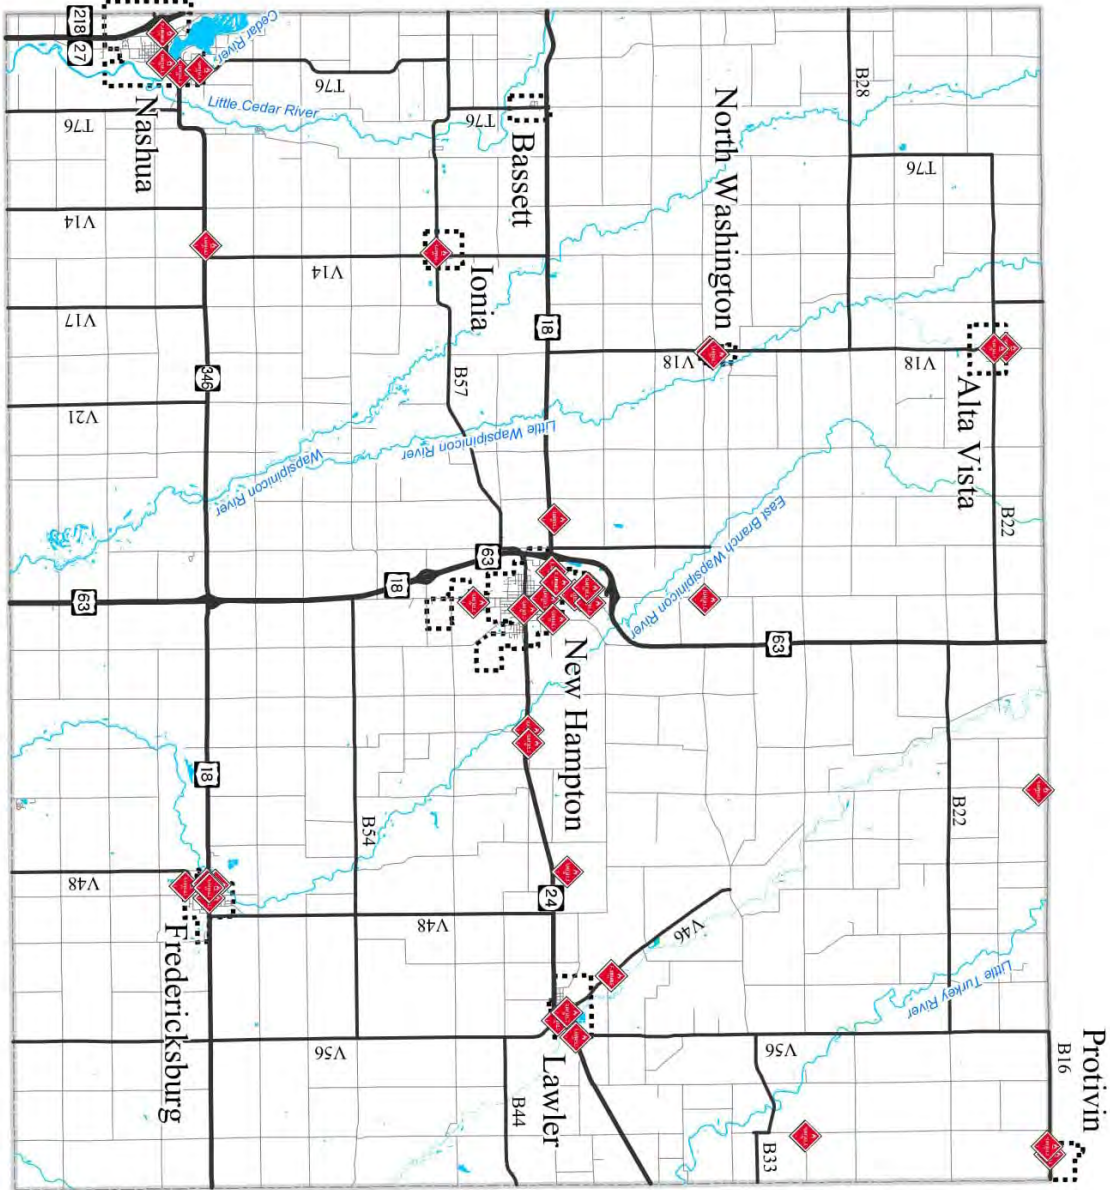 Protivin
B16
B22
Alta Vista
B22
Little Turkey River
T76
V18
B28
V56
63
B33
North Washington
East Branch Wapsipinicon River
V46
V18
New Hampton
18
24
Lawler
Bassett
B44
63
T76
Ionia
Little Wapsipinicon River
B57
V48
18
B54
T76
V14
V56
Wapsipinicon River
Cedar River
Little Cedar River
346
18
Fredericksburg
Nashua
218
27
T76
V14
V17
V21
63
V48